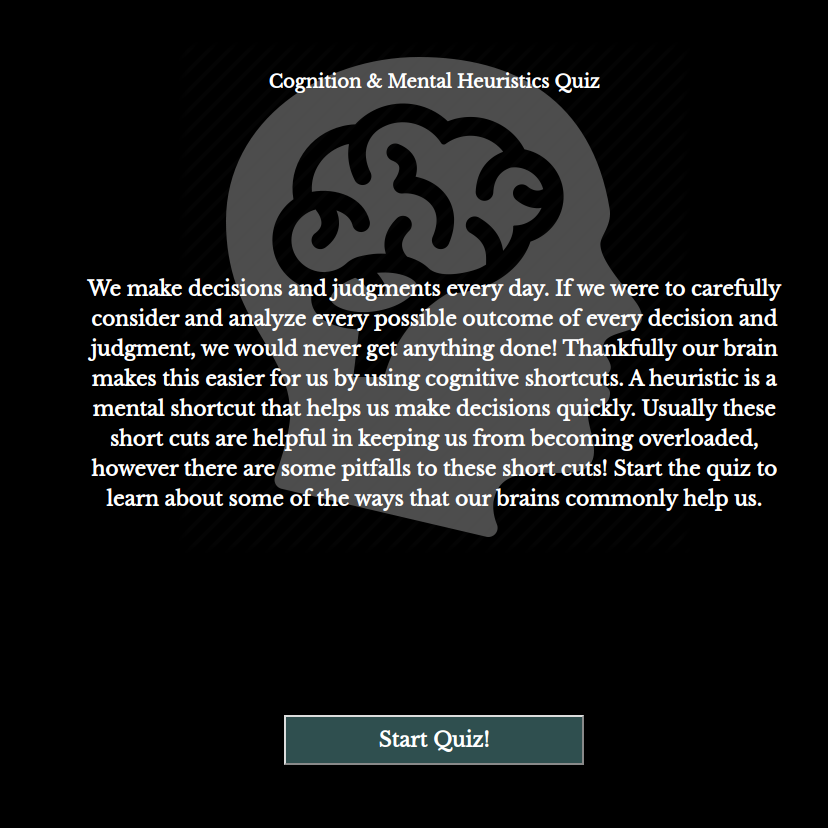 Cognition & Mental Heuristics Quiz
We make decisions and judgments every day. If we were to carefully
consider and analyze every possible outcome of every decision and
judgment, we would never get anything done! Thankfully our brain
makes this easier for us by using cognitive shortcuts. A heuristic is a
mental shortcut that helps us make decisions quickly. Usually these
short cuts are helpful in keeping us from becoming overloaded,
however there are some pitfalls to these short cuts! Start the quiz to
learn about some of the ways that our brains commonly help us.
Start Quiz!